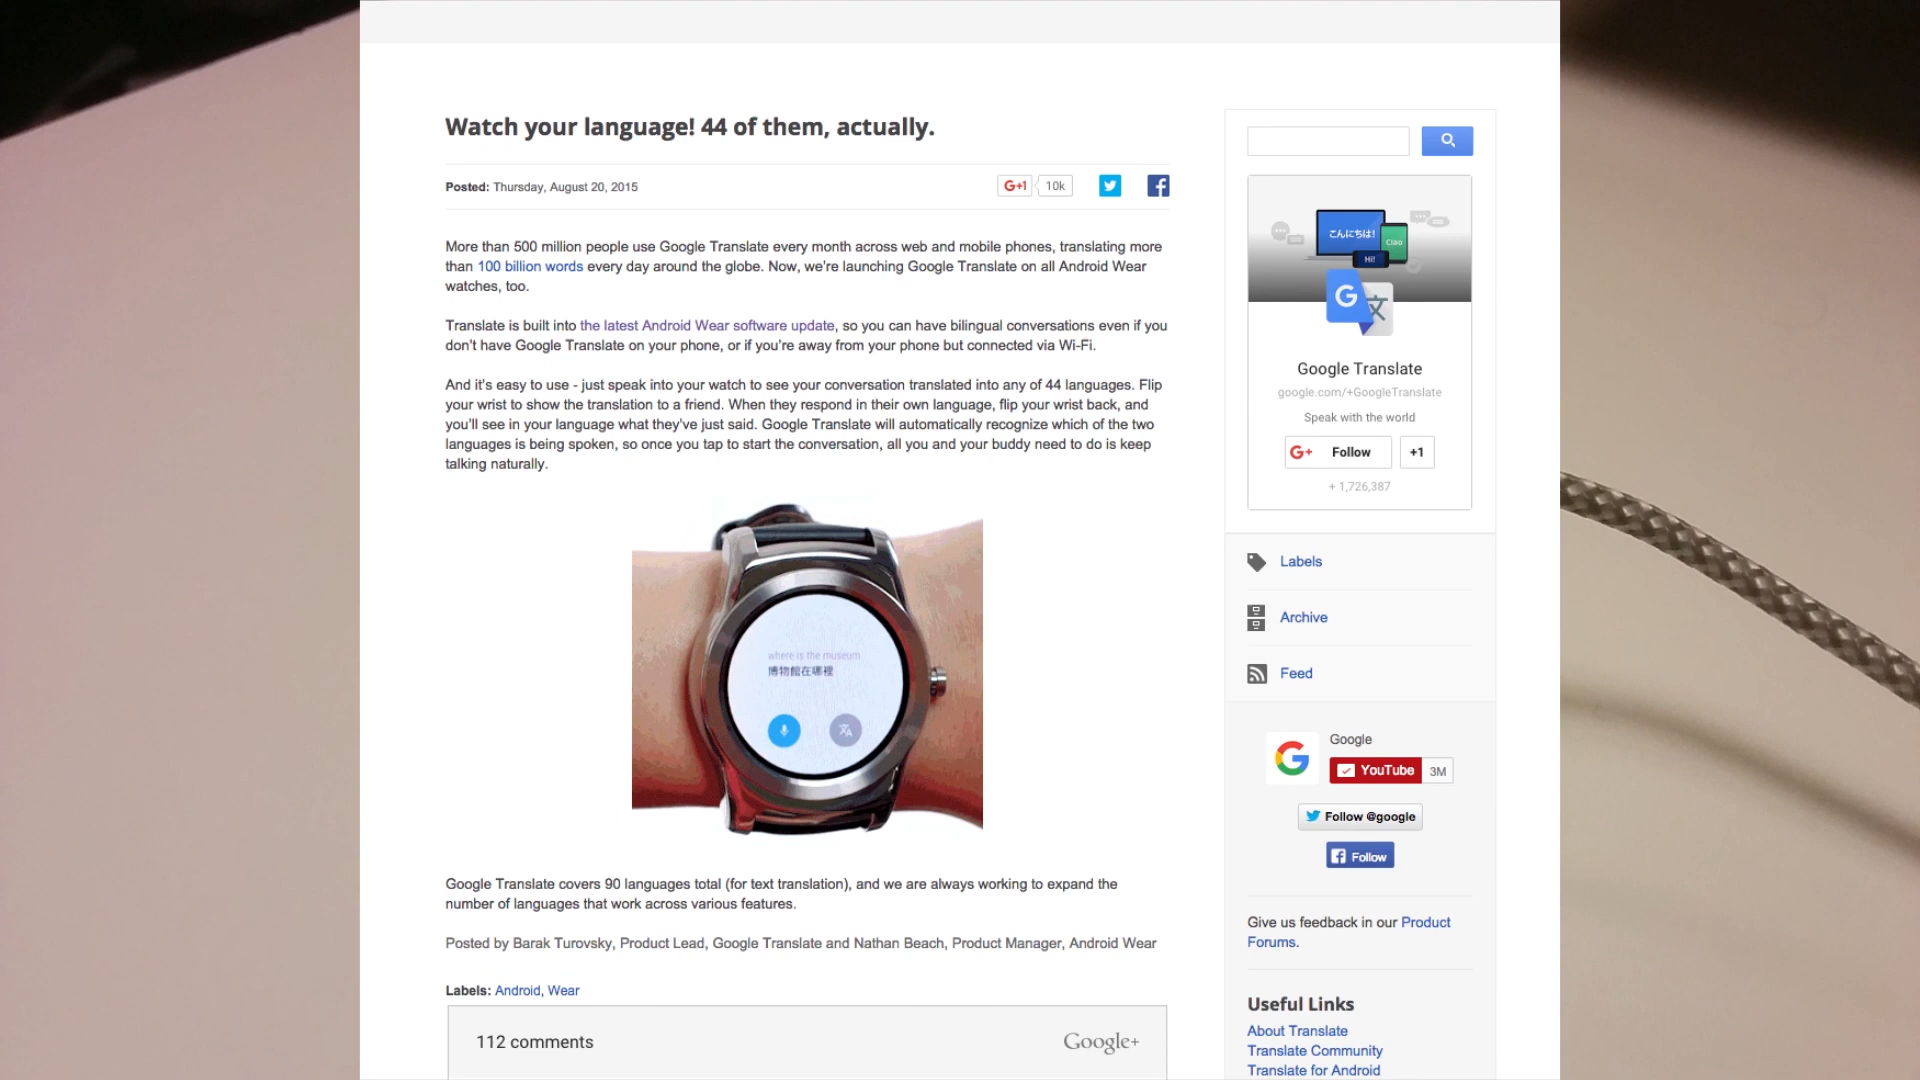 Watch your language! 44 of them, actually.
Posted: Thursday, August 20, 2015
G+1 10k
More than 500 million people use Google Translate every month across web and mobile phones, translating more
than 100 billion words every day around the globe. Now, we're launching Google Translate on all Android Wear
watches, too.
Translate is built into the latest Android Wear software update, so you can have bilingual conversations even if you
don't have Google Translate on your phone, or if you're away from your phone but connected via Wi-Fi.
And it's easy to use - just speak into your watch to see your conversation translated into any of 44 languages. Flip
your wrist to show the translation to a friend. When they respond in their own language, flip your wrist back, and
you'll see in your language what they've just said. Google Translate will automatically recognize which of the two
languages is being spoken, so once you tap to start the conversation, all you and your buddy need to do is keep
talking naturally.
where is the museum
博物館在哪裡
Google Translate covers 90 languages total (for text translation), and we are always working to expand the
number of languages that work across various features.
Posted by Barak Turovsky, Product Lead, Google Translate and Nathan Beach, Product Manager, Android Wear
Labels: Android, Wear
112 comments
Google+
こんにちは!
Ciao
Hi!
G 文
Google Translate
google.com/+GoogleTranslate
Speak with the world
G+ Follow +1
+ 1,726,387
Labels
Archive
Feed
G
Google
YouTube 3M
Follow @google
Follow
Give us feedback in our Product
Forums.
Useful Links
About Translate
Translate Community
Translate for Android